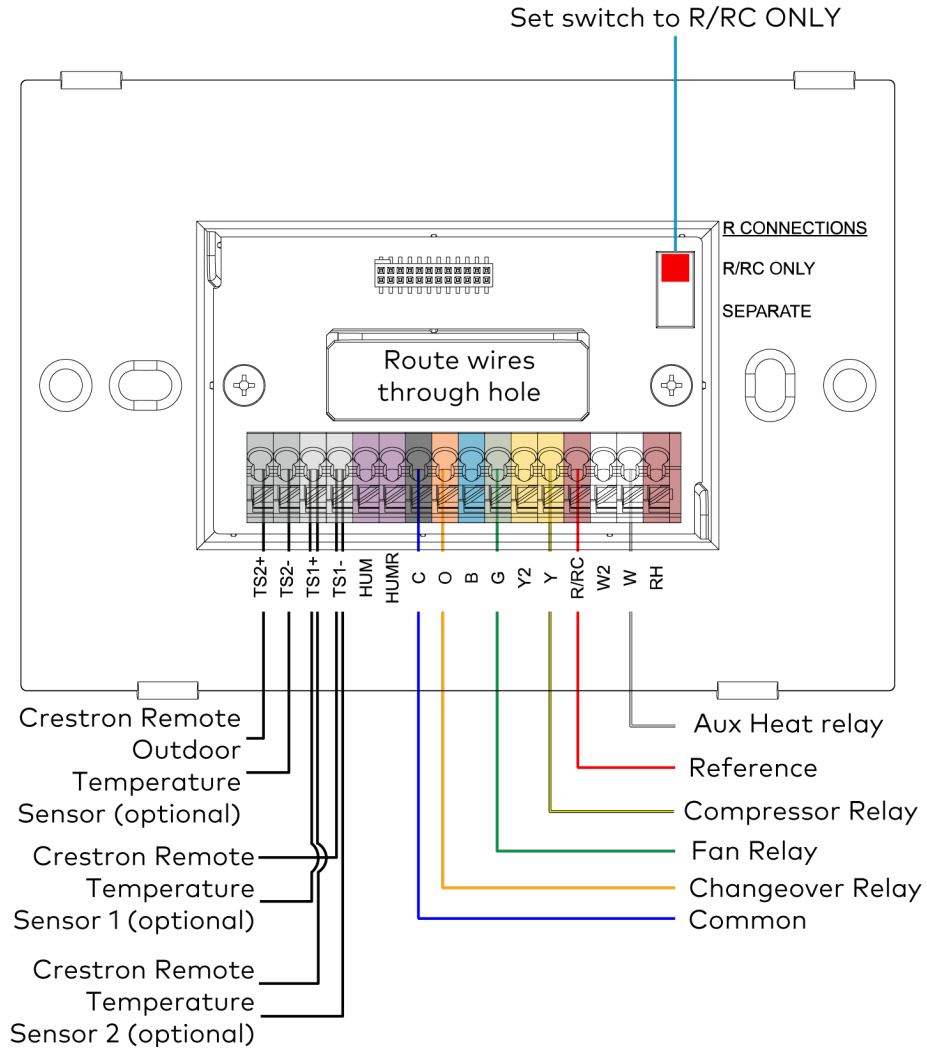 Set switch to R/RC ONLY
R CONNECTIONS
R/RC ONLY
SEPARATE
Route wires
through hole
TS2+
TS2-
TS1+
TS1-
HUM
HUMR
C
O
B
G
Y2
Y
R/RC
W2
W
RH
Crestron Remote
Outdoor
Temperature
Sensor (optional)
Crestron Remote
Temperature
Sensor 1 (optional)
Crestron Remote
Temperature
Sensor 2 (optional)
Aux Heat relay
Reference
Compressor Relay
Fan Relay
Changeover Relay
Common